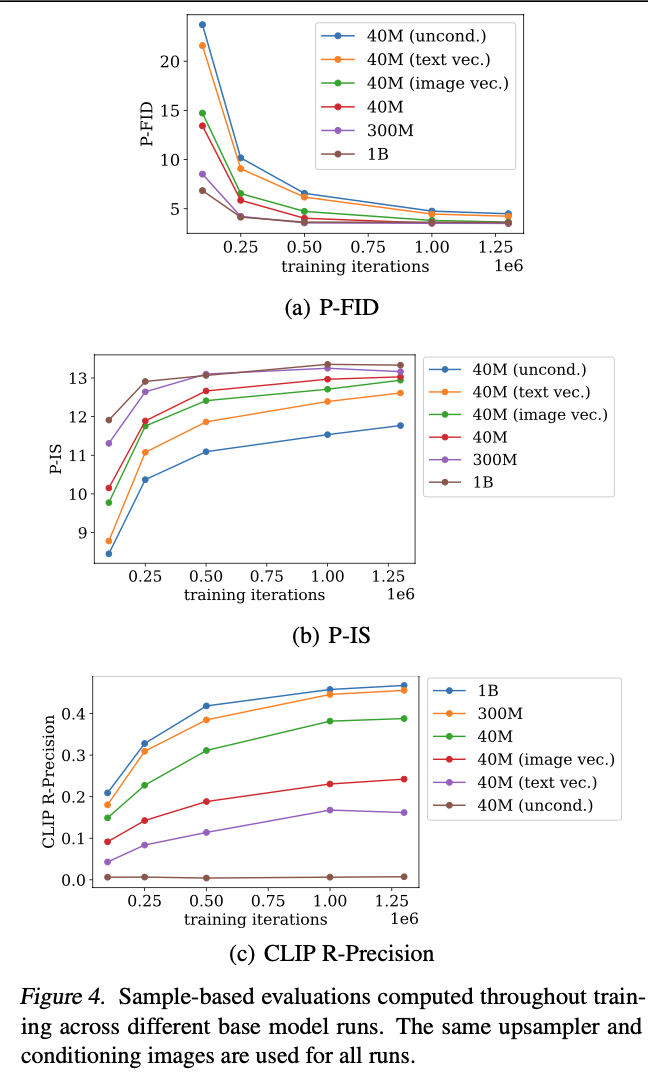 P-FID
20
15
10
5
40M (uncond.)
40M (text vec.)
40M (image vec.)
40M
300M
1B
0.25 0.50 0.75 1.00 1.25
training iterations 1e6
(a) P-FID
P-IS
13
12
11
10
9
40M (uncond.)
40M (text vec.)
40M (image vec.)
40M
300M
1B
0.25 0.50 0.75 1.00 1.25
training iterations 1e6
(b) P-IS
CLIP R-Precision
0.4
0.3
0.2
0.1
0.0
1B
300M
40M
40M (image vec.)
40M (text vec.)
40M (uncond.)
0.25 0.50 0.75 1.00 1.25
training iterations 1e6
(c) CLIP R-Precision
Figure 4. Sample-based evaluations computed throughout train-
ing across different base model runs. The same upsampler and
conditioning images are used for all runs.